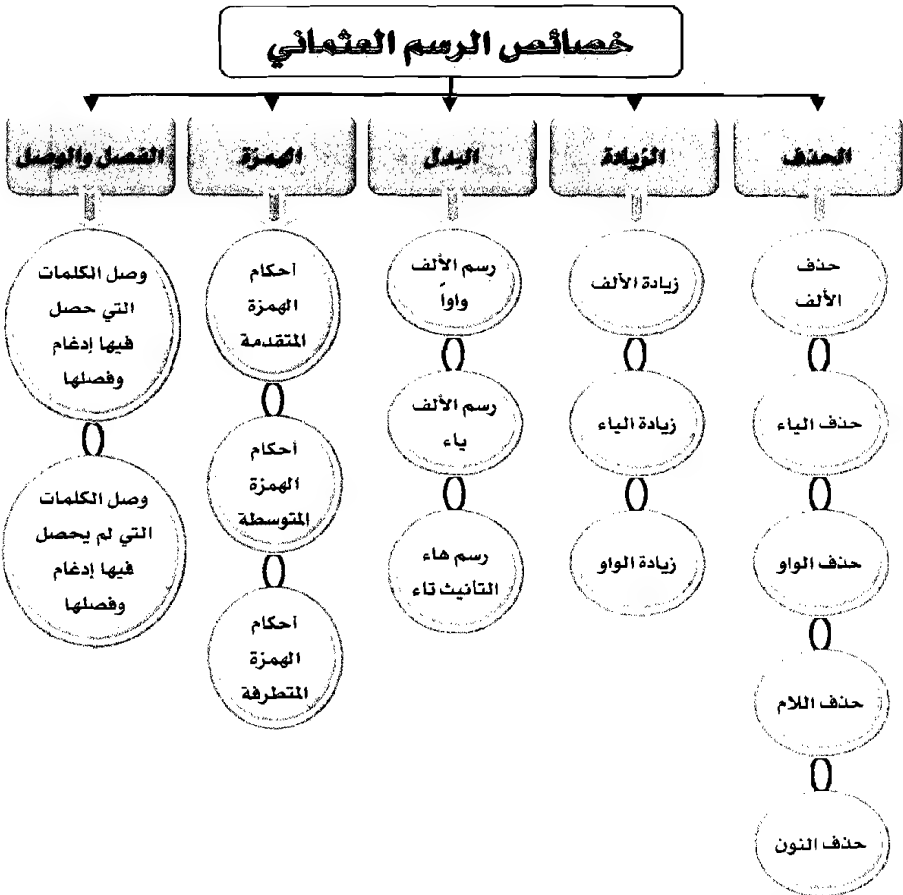 خصائص الرسم العثماني
الحذف
حذف
الألف
حذف الياء
حذف الواو
حذف اللام
حذف النون
الزيادة
زيادة الألف
زيادة الياء
زيادة الواو
البدل
رسم الألف
واواً
رسم الألف
ياء
رسم هاء
التأنيث تاء
الهمزة
أحكام
الهمزة
المتقدمة
أحكام
الهمزة
المتوسطة
أحكام
الهمزة
المتطرفة
الفصل والوصل
وصل الكلمات
التي حصل
فيها إدغام
وفصلها
وصل الكلمات
التي لم يحصل
فيها إدغام
وفصلها